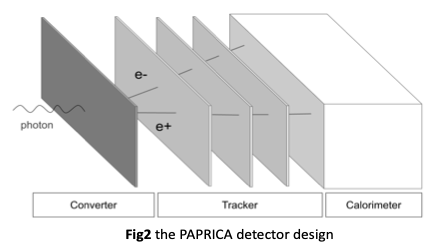 e-
e+
photon
Converter
Tracker
Calorimeter
Fig2 the PAPRICA detector design